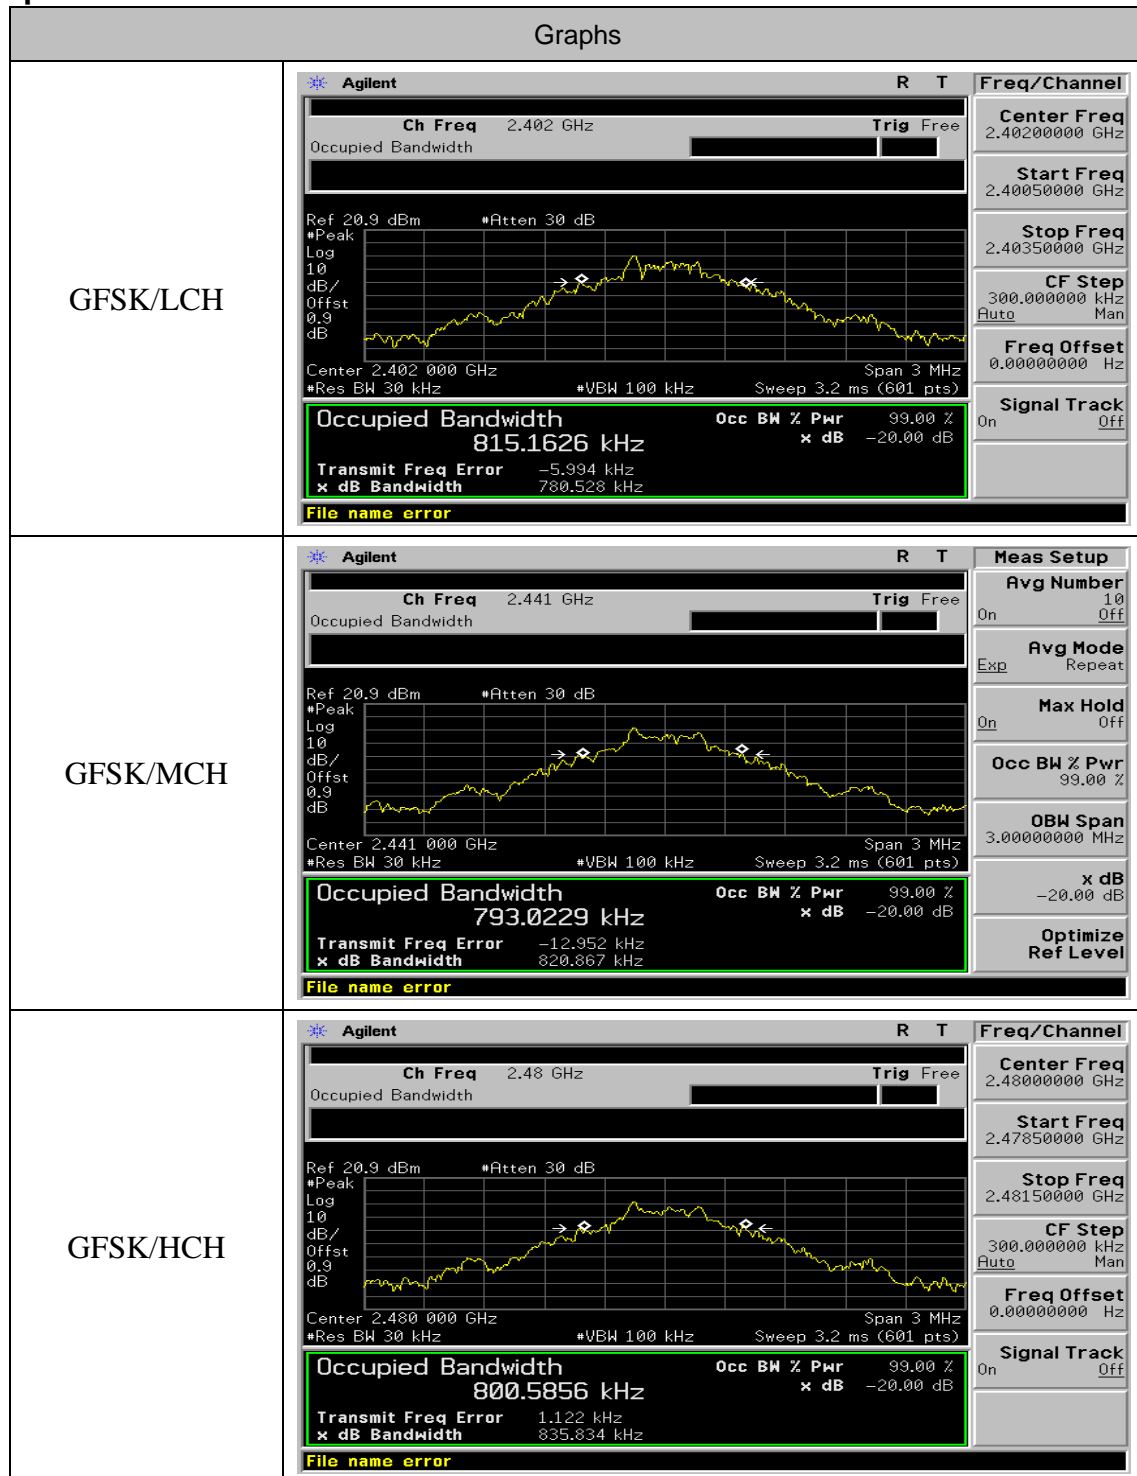 Graphs
GFSK/LCH
Agilent R T Freq/Channel
Ch Freq 2.402 GHz Trig Free
Occupied Bandwidth
Center Freq
2.40200000 GHz
Start Freq
2.40050000 GHz
Stop Freq
2.40350000 GHz
CF Step
300.000000 kHz
Auto Man
Freq Offset
0.00000000 Hz
Signal Track
On Off
Ref 20.9 dBm #Atten 30 dB
#Peak
Log
10
dB/
Offst
0.9
dB
Center 2.402 000 GHz Span 3 MHz
#Res BW 30 kHz #VBW 100 kHz Sweep 3.2 ms (601 pts)
Occupied Bandwidth Occ BW % Pwr 99.00 %
815.1626 kHz x dB -20.00 dB
Transmit Freq Error -5.994 kHz
x dB Bandwidth 780.528 kHz
File name error
GFSK/MCH
Agilent R T Meas Setup
Ch Freq 2.441 GHz Trig Free
Occupied Bandwidth
Avg Number
10
On Off
Avg Mode
Exp Repeat
Max Hold
On Off
Occ BW % Pwr
99.00 %
OBW Span
3.00000000 MHz
x dB
-20.00 dB
Optimize
Ref Level
Ref 20.9 dBm #Atten 30 dB
#Peak
Log
10
dB/
Offst
0.9
dB
Center 2.441 000 GHz Span 3 MHz
#Res BW 30 kHz #VBW 100 kHz Sweep 3.2 ms (601 pts)
Occupied Bandwidth Occ BW % Pwr 99.00 %
793.0229 kHz x dB -20.00 dB
Transmit Freq Error -12.952 kHz
x dB Bandwidth 820.867 kHz
File name error
GFSK/HCH
Agilent R T Freq/Channel
Ch Freq 2.48 GHz Trig Free
Occupied Bandwidth
Center Freq
2.48000000 GHz
Start Freq
2.47850000 GHz
Stop Freq
2.48150000 GHz
CF Step
300.000000 kHz
Auto Man
Freq Offset
0.00000000 Hz
Signal Track
On Off
Ref 20.9 dBm #Atten 30 dB
#Peak
Log
10
dB/
Offst
0.9
dB
Center 2.480 000 GHz Span 3 MHz
#Res BW 30 kHz #VBW 100 kHz Sweep 3.2 ms (601 pts)
Occupied Bandwidth Occ BW % Pwr 99.00 %
800.5856 kHz x dB -20.00 dB
Transmit Freq Error 1.122 kHz
x dB Bandwidth 835.834 kHz
File name error